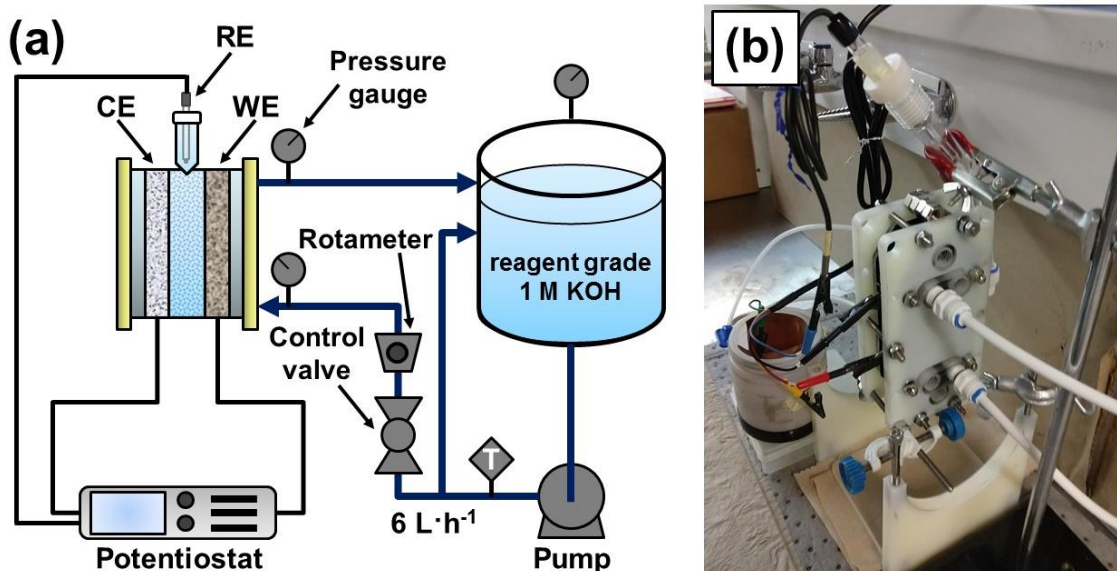 (a)
RE
CE
WE
Pressure
gauge
Rotameter
Control
valve
reagent grade
1 M KOH
T
6 L·h⁻¹
Pump
Potentiostat
(b)